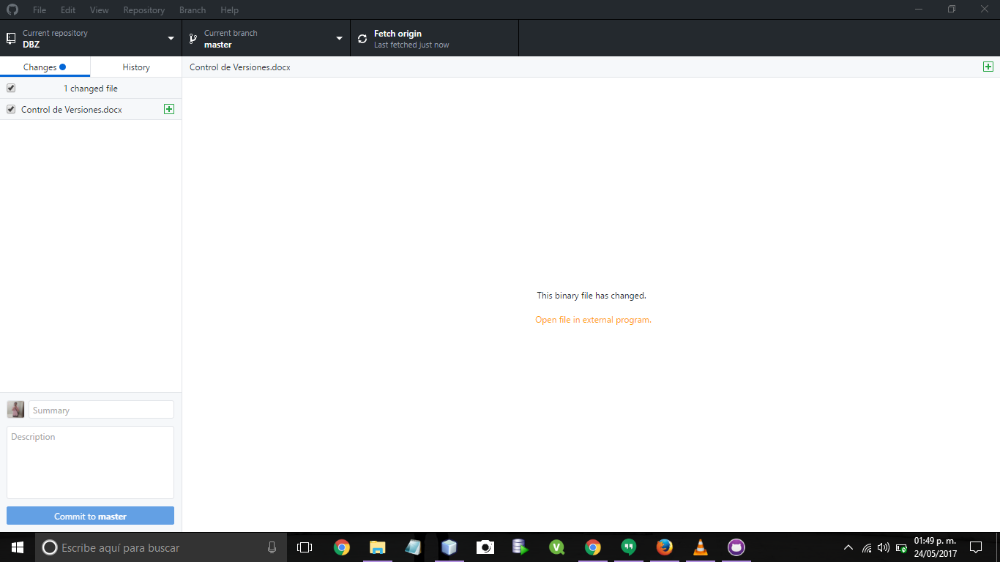 File Edit View Repository Branch Help
Current repository
DBZ
Current branch
master
Fetch origin
Last fetched just now
Changes
History
Control de Versiones.docx
1 changed file
Control de Versiones.docx
This binary file has changed.
Open file in external program.
Summary
Description
Commit to master
Escribe aquí para buscar
01:49 p. m.
24/05/2017